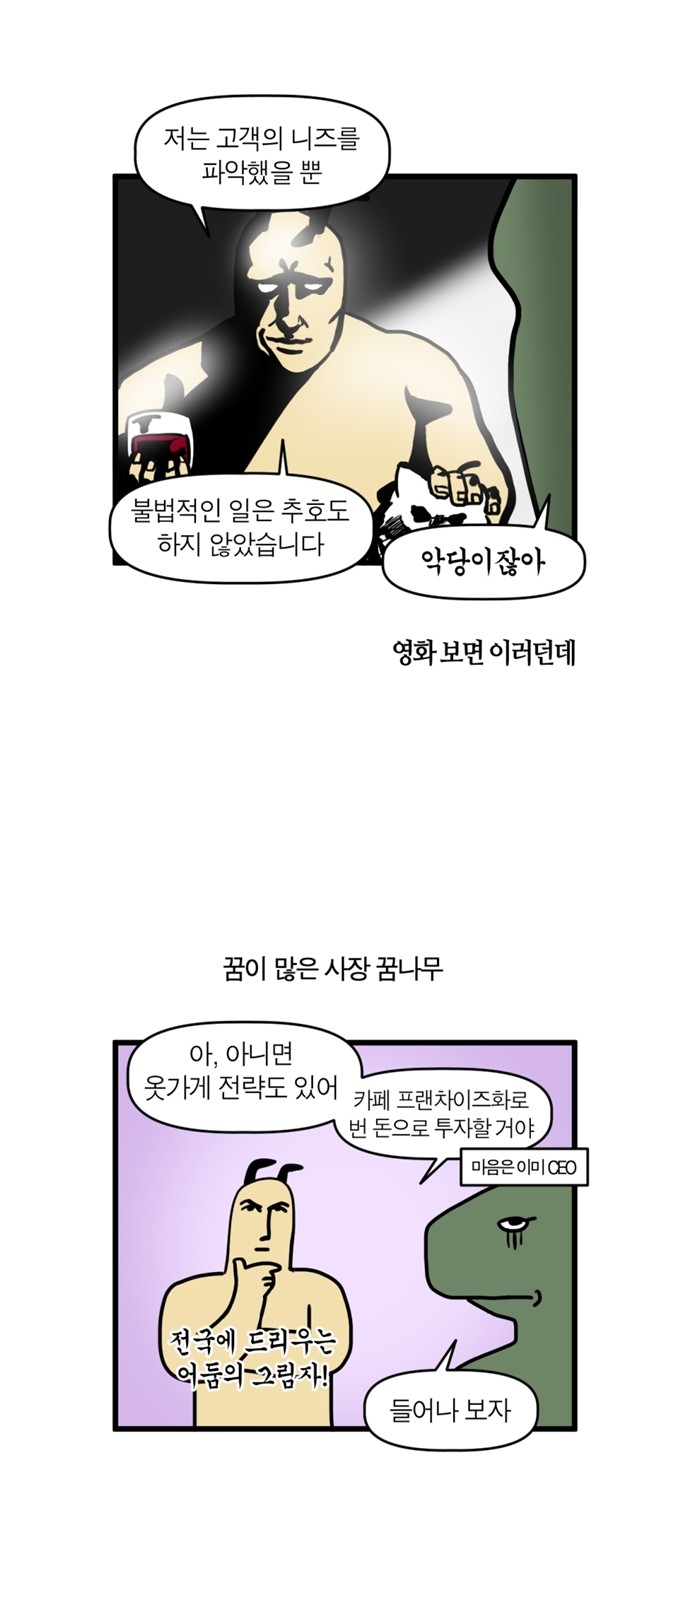 저는 고객의 니즈를
파악했을 뿐
불법적인 일은 추호도
하지 않았습니다
악당이잖아
영화 보면 이러던데
꿈이 많은 사장 꿈나무
아, 아니면
옷가게 전략도 있어
카페 프랜차이즈화로
번 돈으로 투자할 거야
마음은 이미 CEO
전국에 드리우는
어둠의 그림자!
들어나 보자